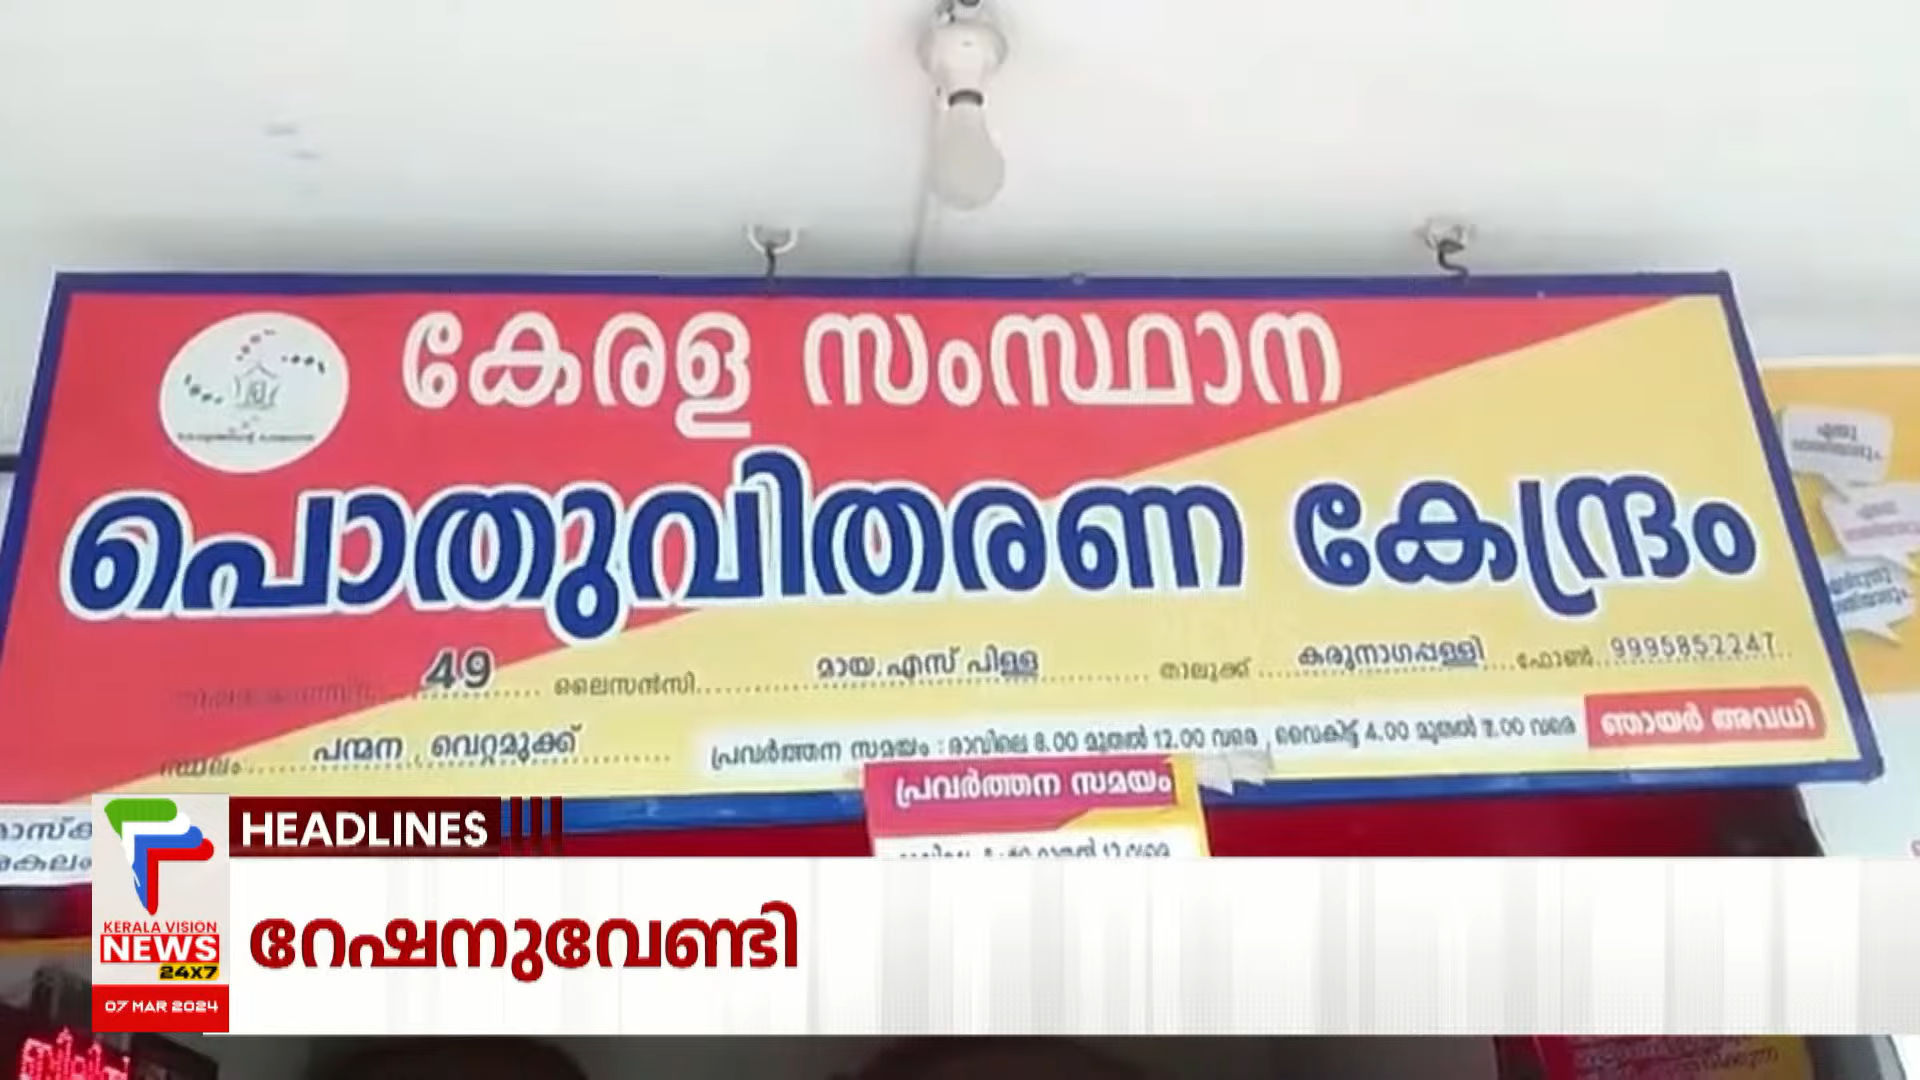 കേരള സംസ്ഥാന
പൊതുവിതരണ കേന്ദ്രം
49 ലൈസൻസി മായ.എസ് പിള്ള താലൂക്ക് കരുനാഗപ്പള്ളി ഫോൺ 9995852247
സ്ഥലം പന്മന , വെറ്റമുക്ക്
പ്രവർത്തന സമയം : രാവിലെ 8.00 മുതൽ 12.00 വരെ , വൈകിട്ട് 4.00 മുതൽ 7.00 വരെ ഞായർ അവധി
പ്രവർത്തന സമയം
HEADLINES
റേഷനുവേണ്ടി
KERALA VISION
NEWS
24X7
07 MAR 2024